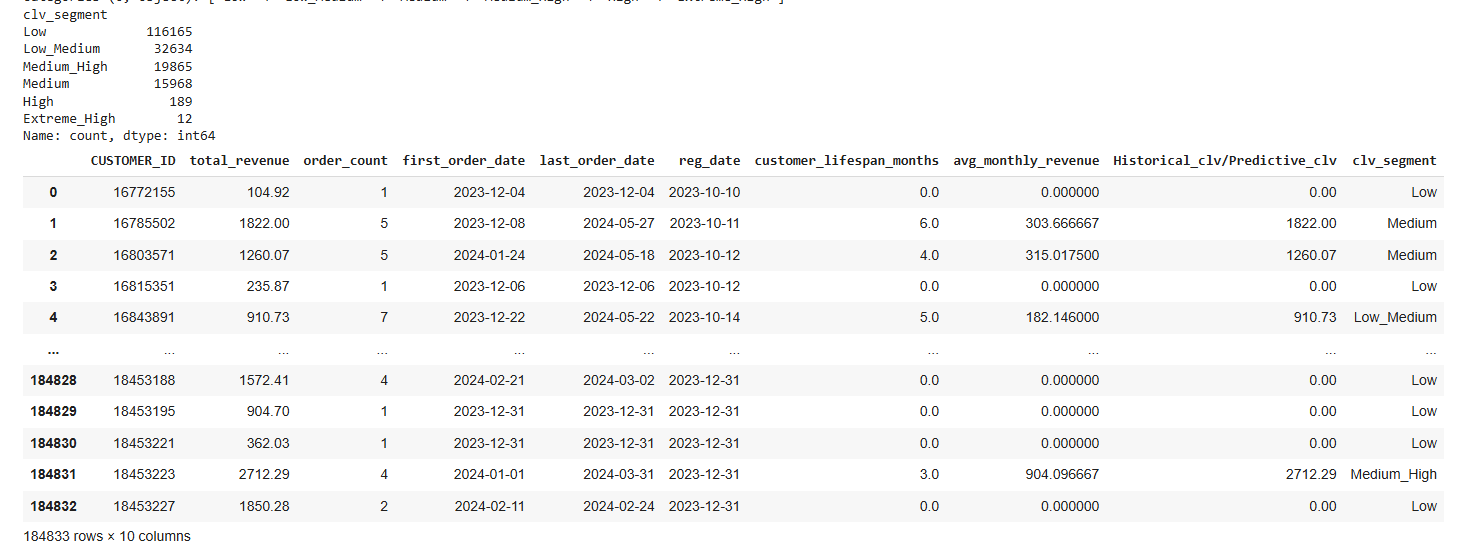 clv_segment
Low 116165
Low_Medium 32634
Medium_High 19865
Medium 15968
High 189
Extreme_High 12
Name: count, dtype: int64
CUSTOMER_ID total_revenue order_count first_order_date last_order_date reg_date customer_lifespan_months avg_monthly_revenue Historical_clv/Predictive_clv clv_segment
0 16772155 104.92 1 2023-12-04 2023-12-04 2023-10-10 0.0 0.000000 0.00 Low
1 16785502 1822.00 5 2023-12-08 2024-05-27 2023-10-11 6.0 303.666667 1822.00 Medium
2 16803571 1260.07 5 2024-01-24 2024-05-18 2023-10-12 4.0 315.017500 1260.07 Medium
3 16815351 235.87 1 2023-12-06 2023-12-06 2023-10-12 0.0 0.000000 0.00 Low
4 16843891 910.73 7 2023-12-22 2024-05-22 2023-10-14 5.0 182.146000 910.73 Low_Medium
... ... ... ... ... ... ... ... ... ... ...
184828 18453188 1572.41 4 2024-02-21 2024-03-02 2023-12-31 0.0 0.000000 0.00 Low
184829 18453195 904.70 1 2023-12-31 2023-12-31 2023-12-31 0.0 0.000000 0.00 Low
184830 18453221 362.03 1 2023-12-31 2023-12-31 2023-12-31 0.0 0.000000 0.00 Low
184831 18453223 2712.29 4 2024-01-01 2024-03-31 2023-12-31 3.0 904.096667 2712.29 Medium_High
184832 18453227 1850.28 2 2024-02-11 2024-02-24 2023-12-31 0.0 0.000000 0.00 Low
184833 rows × 10 columns